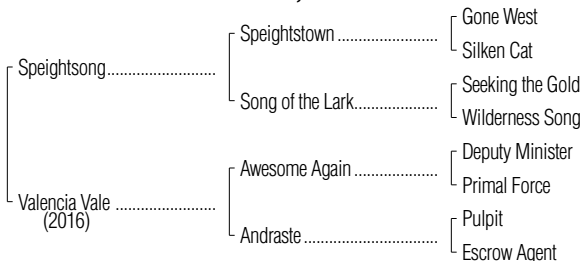 Gone West
Speightstown
Silken Cat
Speightsong
Seeking the Gold
Song of the Lark
Wilderness Song
Deputy Minister
Awesome Again
Primal Force
Valencia Vale
(2016)
Pulpit
Andraste
Escrow Agent